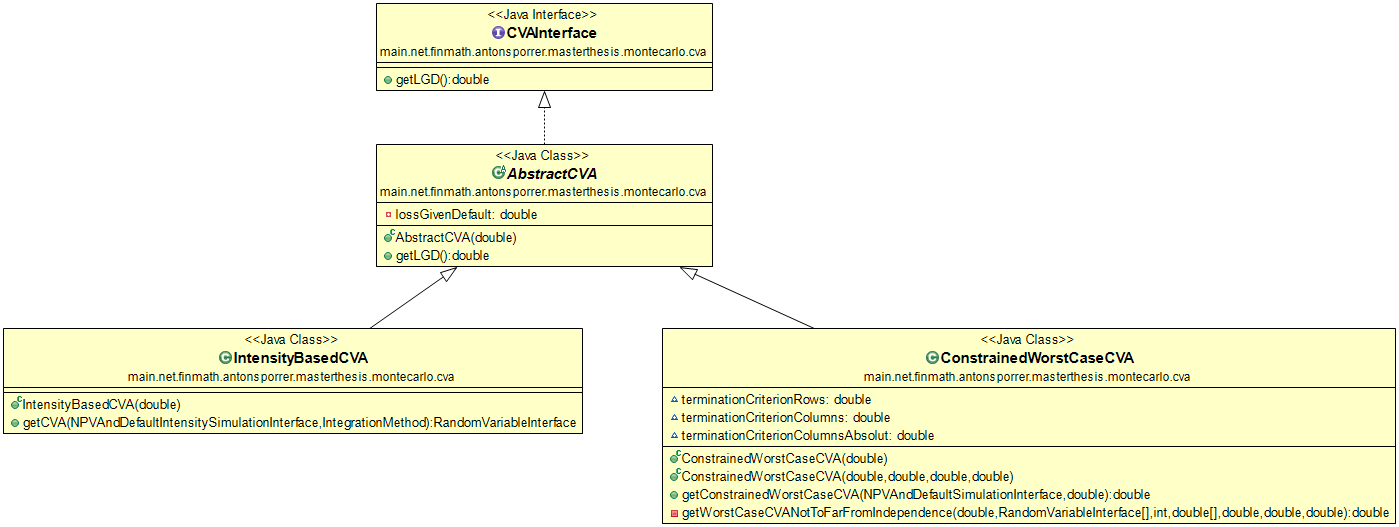 <<Java Interface>>
CVAInterface
main.net.finmath.antonsporrer.masterthesis.montecarlo.cva
getLGD():double
<<Java Class>>
AbstractCVA
main.net.finmath.antonsporrer.masterthesis.montecarlo.cva
lossGivenDefault: double
AbstractCVA(double)
getLGD():double
<<Java Class>>
IntensityBasedCVA
main.net.finmath.antonsporrer.masterthesis.montecarlo.cva
IntensityBasedCVA(double)
getCVA(NPVAndDefaultIntensitySimulationInterface,IntegrationMethod):RandomVariableInterface
<<Java Class>>
ConstrainedWorstCaseCVA
main.net.finmath.antonsporrer.masterthesis.montecarlo.cva
terminationCriterionRows: double
terminationCriterionColumns: double
terminationCriterionColumnsAbsolut: double
ConstrainedWorstCaseCVA(double)
ConstrainedWorstCaseCVA(double,double,double,double)
getConstrainedWorstCaseCVA(NPVAndDefaultSimulationInterface,double):double
getWorstCaseCVANotToFarFromIndependence(double,RandomVariableInterface[],int,double[],double,double,double):double